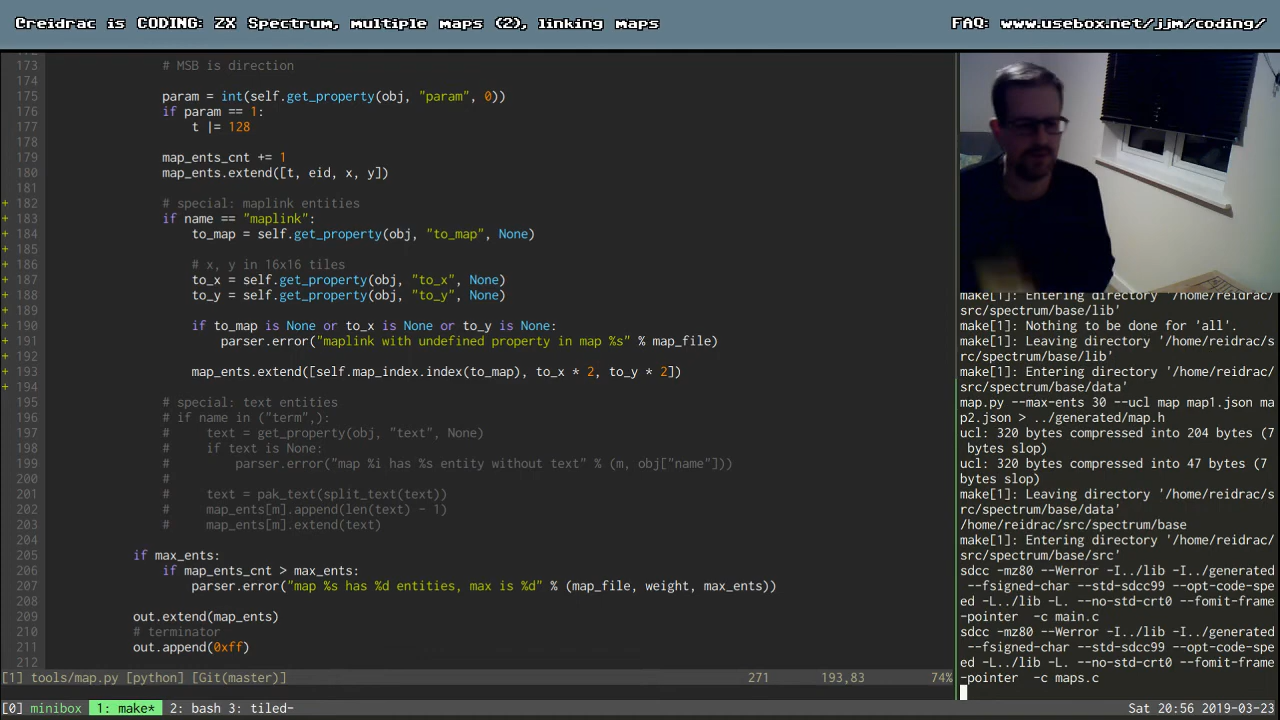 Creidrac is CODING: ZX Spectrum, multiple maps (2), linking maps
FAQ: www.usebox.net/jjm/coding/
173 # MSB is direction
174
175 param = int(self.get_property(obj, "param", 0))
176 if param == 1:
177 t |= 128
178
179 map_ents_cnt += 1
180 map_ents.extend([t, eid, x, y])
181
+ 182 # special: maplink entities
+ 183 if name == "maplink":
+ 184 to_map = self.get_property(obj, "to_map", None)
+ 185
+ 186 # x, y in 16x16 tiles
+ 187 to_x = self.get_property(obj, "to_x", None)
+ 188 to_y = self.get_property(obj, "to_y", None)
+ 189
+ 190 if to_map is None or to_x is None or to_y is None:
+ 191 parser.error("maplink with undefined property in map %s" % map_file)
+ 192
+ 193 map_ents.extend([self.map_index.index(to_map), to_x * 2, to_y * 2])
+ 194
195 # special: text entities
196 # if name in ("term",):
197 # text = get_property(obj, "text", None)
198 # if text is None:
199 # parser.error("map %i has %s entity without text" % (m, obj["name"]))
200 #
201 # text = pak_text(split_text(text))
202 # map_ents[m].append(len(text) - 1)
203 # map_ents[m].extend(text)
204
205 if max_ents:
206 if map_ents_cnt > max_ents:
207 parser.error("map %s has %d entities, max is %d" % (map_file, weight, max_ents))
208
209 out.extend(map_ents)
210 # terminator
211 out.append(0xff)
212
[1] tools/map.py [python] [Git(master)] 271 193,83 74%
make[1]: Entering directory '/home/reidrac/
src/spectrum/base/lib'
make[1]: Nothing to be done for 'all'.
make[1]: Leaving directory '/home/reidrac/s
rc/spectrum/base/lib'
make[1]: Entering directory '/home/reidrac/
src/spectrum/base/data'
map.py --max-ents 30 --ucl map map1.json ma
p2.json > ../generated/map.h
ucl: 320 bytes compressed into 204 bytes (7
bytes slop)
ucl: 320 bytes compressed into 47 bytes (7
bytes slop)
make[1]: Leaving directory '/home/reidrac/s
rc/spectrum/base/data'
/home/reidrac/src/spectrum/base
make[1]: Entering directory '/home/reidrac/
src/spectrum/base/src'
sdcc -mz80 --Werror -I../lib -I../generated
--fsigned-char --std-sdcc99 --opt-code-spe
ed -L../lib -L. --no-std-crt0 --fomit-frame
-pointer -c main.c
sdcc -mz80 --Werror -I../lib -I../generated
--fsigned-char --std-sdcc99 --opt-code-spe
ed -L../lib -L. --no-std-crt0 --fomit-frame
-pointer -c maps.c
[0] minibox 1: make* 2: bash 3: tiled- Sat 20:56 2019-03-23